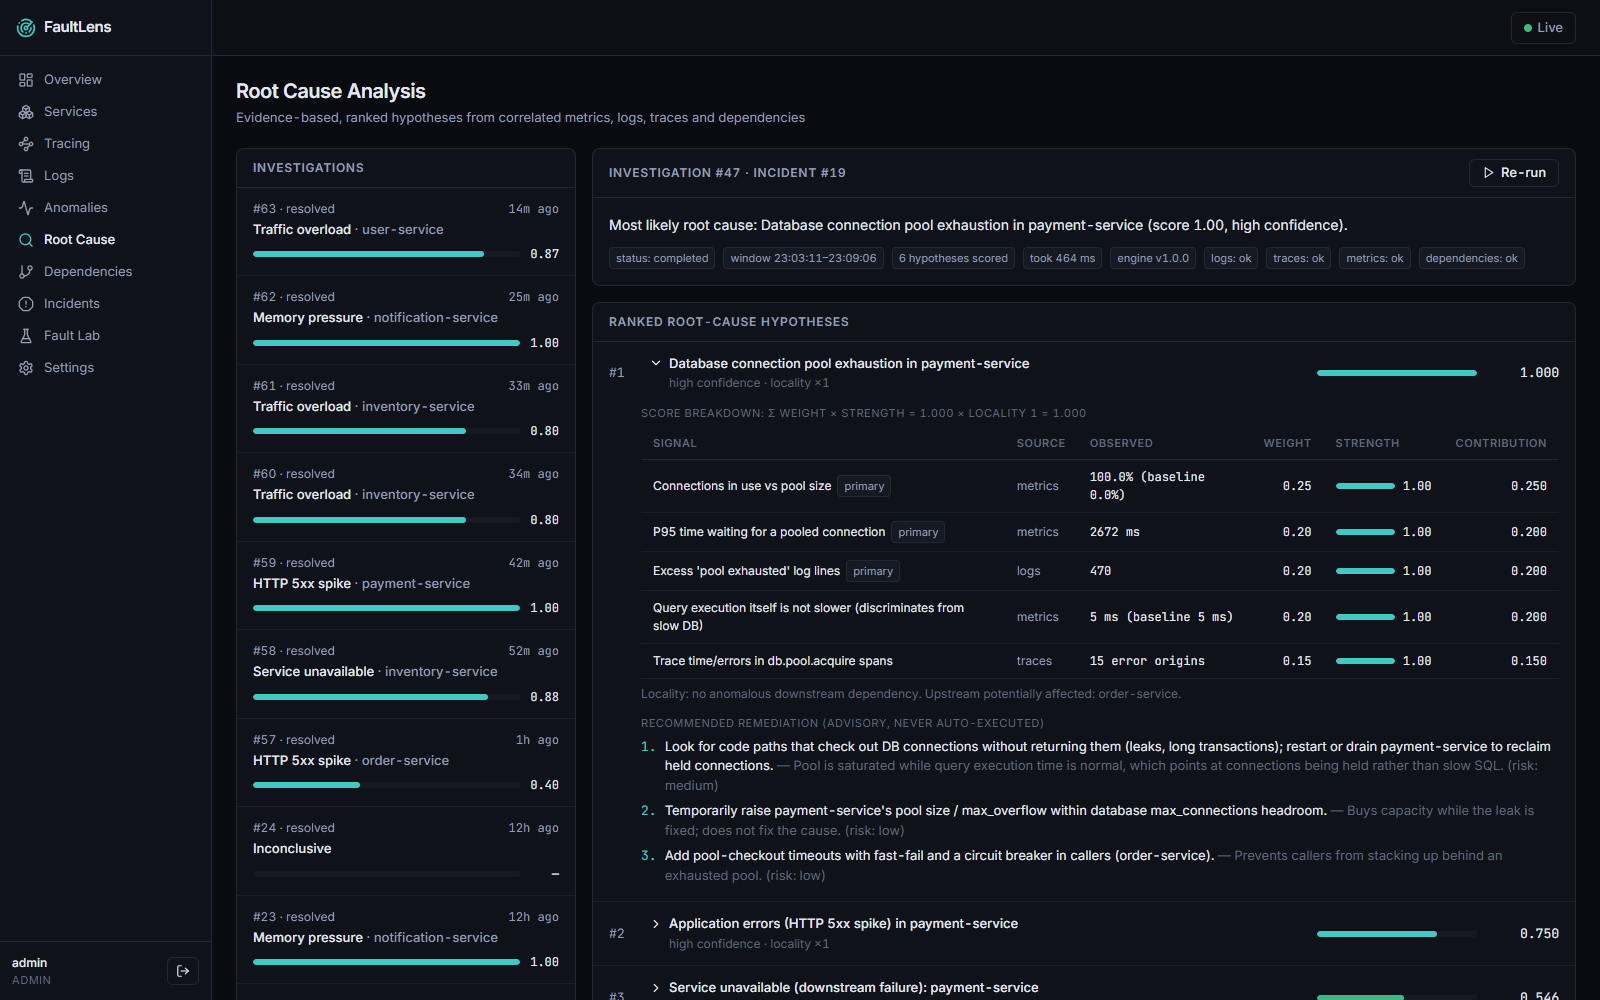 FaultLens
Live
Overview
Services
Tracing
Logs
Anomalies
Root Cause
Dependencies
Incidents
Fault Lab
Settings
admin
ADMIN
Root Cause Analysis
Evidence-based, ranked hypotheses from correlated metrics, logs, traces and dependencies
INVESTIGATIONS
#63 · resolved 14m ago
Traffic overload · user-service
0.87
#62 · resolved 25m ago
Memory pressure · notification-service
1.00
#61 · resolved 33m ago
Traffic overload · inventory-service
0.80
#60 · resolved 34m ago
Traffic overload · inventory-service
0.80
#59 · resolved 42m ago
HTTP 5xx spike · payment-service
1.00
#58 · resolved 52m ago
Service unavailable · inventory-service
0.88
#57 · resolved 1h ago
HTTP 5xx spike · order-service
0.40
#24 · resolved 12h ago
Inconclusive
—
#23 · resolved 12h ago
Memory pressure · notification-service
1.00
INVESTIGATION #47 · INCIDENT #19
Re-run
Most likely root cause: Database connection pool exhaustion in payment-service (score 1.00, high confidence).
status: completed window 23:03:11–23:09:06 6 hypotheses scored took 464 ms engine v1.0.0 logs: ok traces: ok metrics: ok dependencies: ok
RANKED ROOT-CAUSE HYPOTHESES
#1 Database connection pool exhaustion in payment-service 1.000
high confidence · locality ×1
SCORE BREAKDOWN: Σ WEIGHT × STRENGTH = 1.000 × LOCALITY 1 = 1.000
SIGNAL SOURCE OBSERVED WEIGHT STRENGTH CONTRIBUTION
Connections in use vs pool size primary metrics 100.0% (baseline 0.0%) 0.25 1.00 0.250
P95 time waiting for a pooled connection primary metrics 2672 ms 0.20 1.00 0.200
Excess 'pool exhausted' log lines primary logs 470 0.20 1.00 0.200
Query execution itself is not slower (discriminates from slow DB) metrics 5 ms (baseline 5 ms) 0.20 1.00 0.200
Trace time/errors in db.pool.acquire spans traces 15 error origins 0.15 1.00 0.150
Locality: no anomalous downstream dependency. Upstream potentially affected: order-service.
RECOMMENDED REMEDIATION (ADVISORY, NEVER AUTO-EXECUTED)
1. Look for code paths that check out DB connections without returning them (leaks, long transactions); restart or drain payment-service to reclaim
held connections. — Pool is saturated while query execution time is normal, which points at connections being held rather than slow SQL. (risk:
medium)
2. Temporarily raise payment-service's pool size / max_overflow within database max_connections headroom. — Buys capacity while the leak is
fixed; does not fix the cause. (risk: low)
3. Add pool-checkout timeouts with fast-fail and a circuit breaker in callers (order-service). — Prevents callers from stacking up behind an
exhausted pool. (risk: low)
#2 Application errors (HTTP 5xx spike) in payment-service 0.750
high confidence · locality ×1
#3 Service unavailable (downstream failure): payment-service 0.546